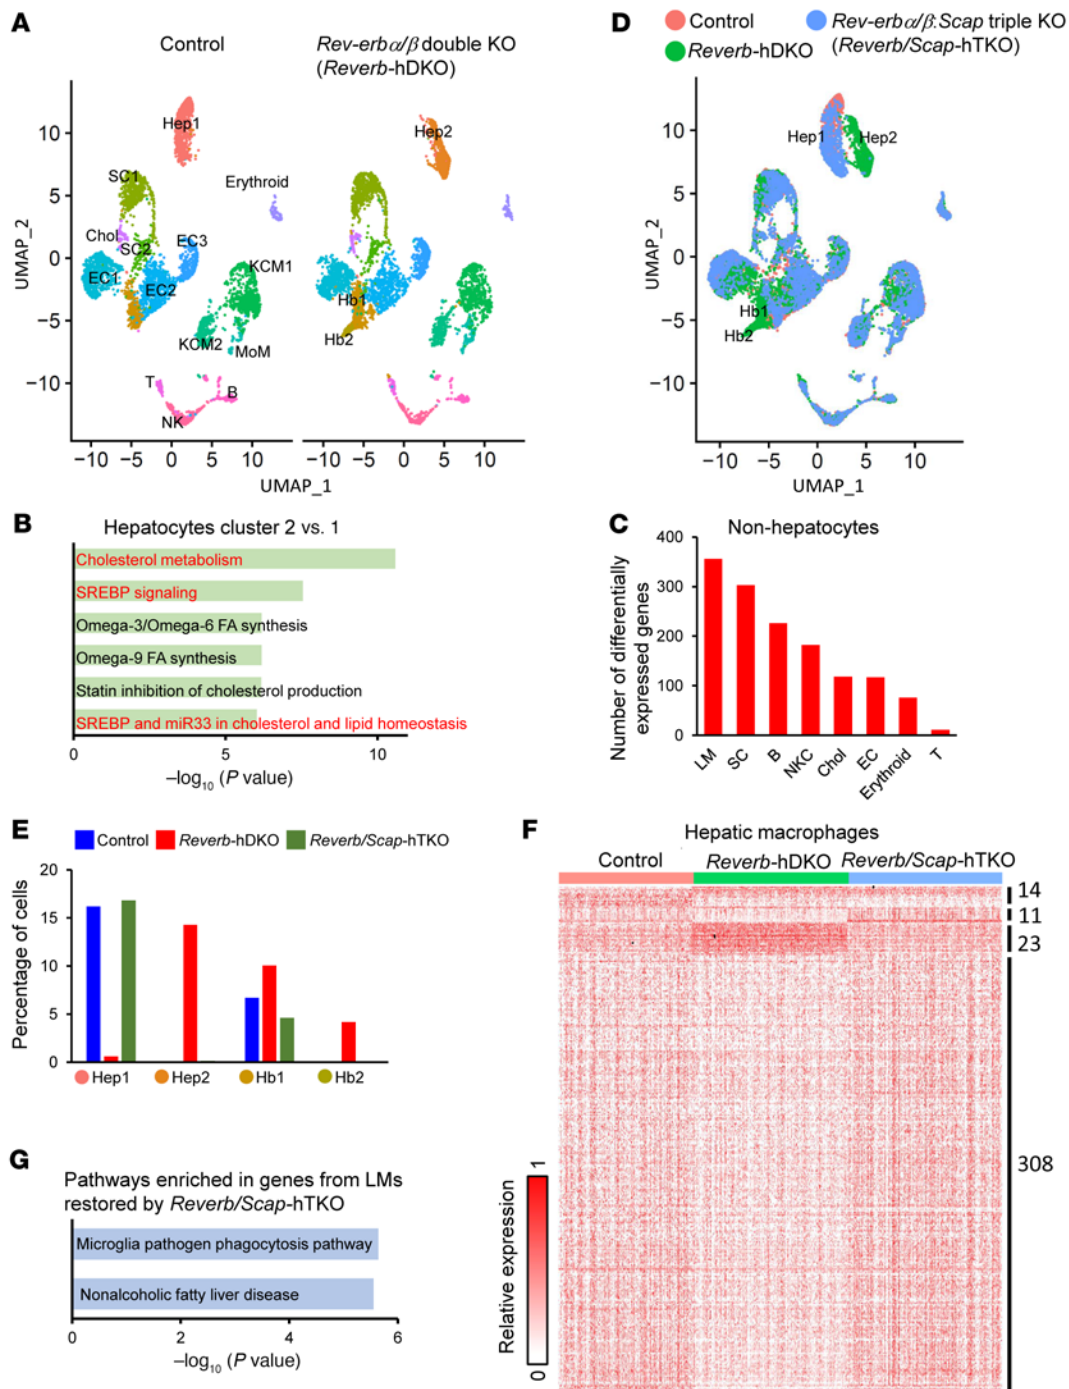 A
Control
Rev-erbα/β double KO
(Reverb-hDKO)
UMAP_2
10
5
0
−5
−10
Hep1
SC1
Chol
SC2
EC3
EC1
EC2
Erythroid
KCM1
KCM2
MoM
T
B
NK
Hep2
Hb1
Hb2
−10
−5
0
5
10
−10
−5
0
5
10
UMAP_1
D
Control
Reverb-hDKO
Rev-erbα/β:Scap triple KO
(Reverb/Scap-hTKO)
UMAP_2
10
5
0
−5
−10
Hep1
Hep2
Hb1
Hb2
−10
−5
0
5
10
UMAP_1
B
Hepatocytes cluster 2 vs. 1
Cholesterol metabolism
SREBP signaling
Omega-3/Omega-6 FA synthesis
Omega-9 FA synthesis
Statin inhibition of cholesterol production
SREBP and miR33 in cholesterol and lipid homeostasis
0
5
10
−log10 (P value)
C
Non-hepatocytes
Number of differentially
expressed genes
400
300
200
100
0
LM
SC
B
NKC
Chol
EC
Erythroid
T
E
Control
Reverb-hDKO
Reverb/Scap-hTKO
Percentage of cells
20
15
10
5
0
Hep1
Hep2
Hb1
Hb2
F
Hepatic macrophages
Control
Reverb-hDKO
Reverb/Scap-hTKO
14
11
23
308
Relative expression
1
0
G
Pathways enriched in genes from LMs
restored by Reverb/Scap-hTKO
Microglia pathogen phagocytosis pathway
Nonalcoholic fatty liver disease
0
2
4
6
−log10 (P value)